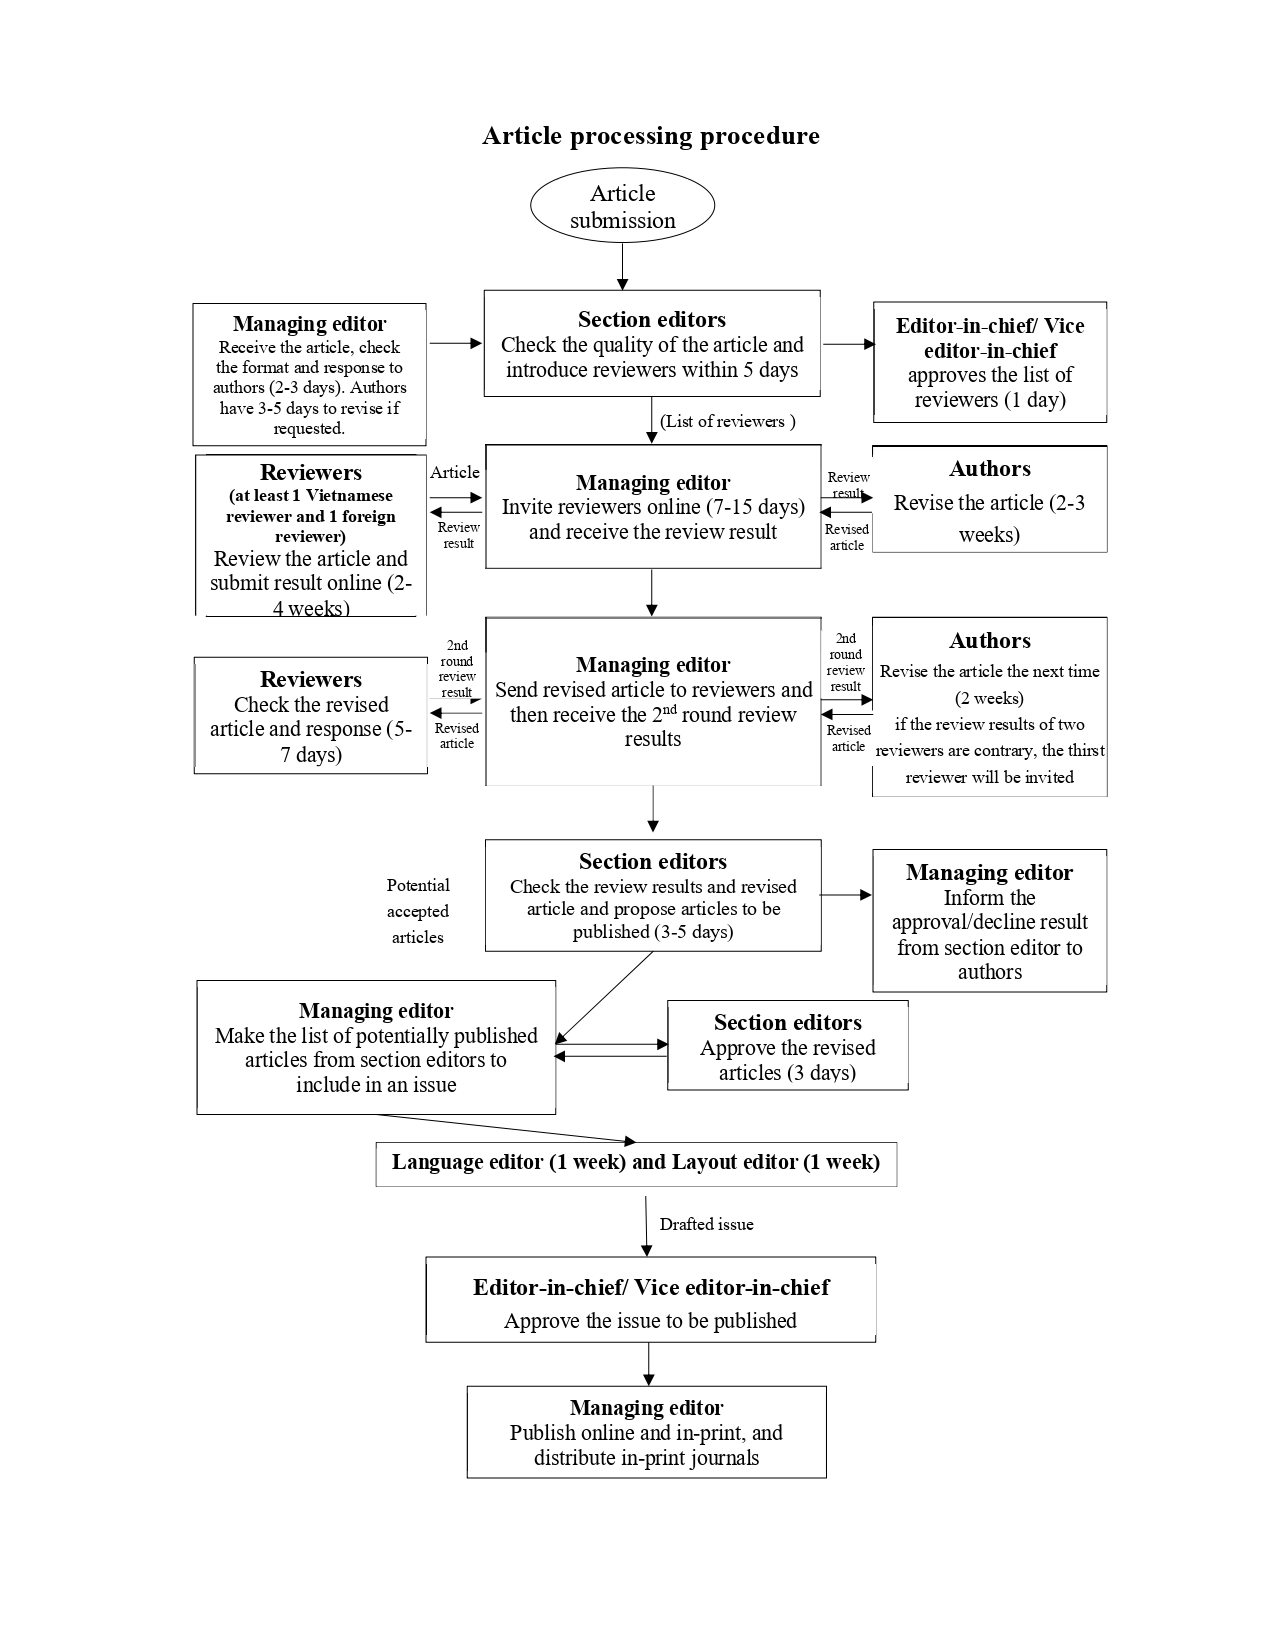 Article processing procedure
Article
submission
Managing editor
Receive the article, check
the format and response to
authors (2-3 days). Authors
have 3-5 days to revise if
requested.
Section editors
Check the quality of the article and
introduce reviewers within 5 days
Editor-in-chief/ Vice
editor-in-chief
approves the list of
reviewers (1 day)
(List of reviewers )
Reviewers
(at least 1 Vietnamese
reviewer and 1 foreign
reviewer)
Review the article and
submit result online (2-
4 weeks)
Article
Review
result
Managing editor
Invite reviewers online (7-15 days)
and receive the review result
Review
result
Revised
article
Authors
Revise the article (2-3
weeks)
Reviewers
Check the revised
article and response (5-
7 days)
2nd
round
review
result
Revised
article
Managing editor
Send revised article to reviewers and
then receive the 2nd round review
results
2nd
round
review
result
Revised
article
Authors
Revise the article the next time
(2 weeks)
if the review results of two
reviewers are contrary, the thirst
reviewer will be invited
Potential
accepted
articles
Section editors
Check the review results and revised
article and propose articles to be
published (3-5 days)
Managing editor
Inform the
approval/decline result
from section editor to
authors
Managing editor
Make the list of potentially published
articles from section editors to
include in an issue
Section editors
Approve the revised
articles (3 days)
Language editor (1 week) and Layout editor (1 week)
Drafted issue
Editor-in-chief/ Vice editor-in-chief
Approve the issue to be published
Managing editor
Publish online and in-print, and
distribute in-print journals